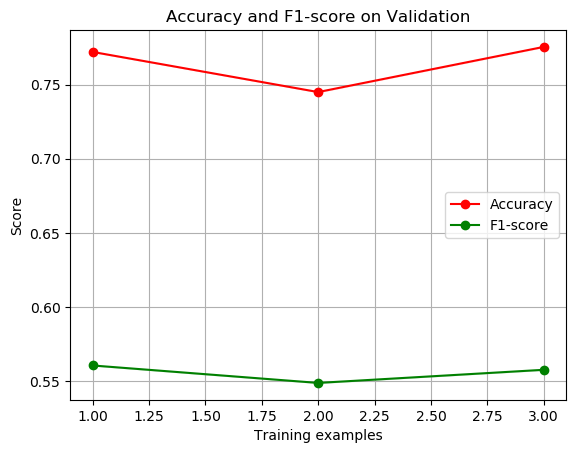 Accuracy and F1-score on Validation
Score
0.75
0.70
0.65
0.60
0.55
Accuracy
F1-score
1.00 1.25 1.50 1.75 2.00 2.25 2.50 2.75 3.00
Training examples